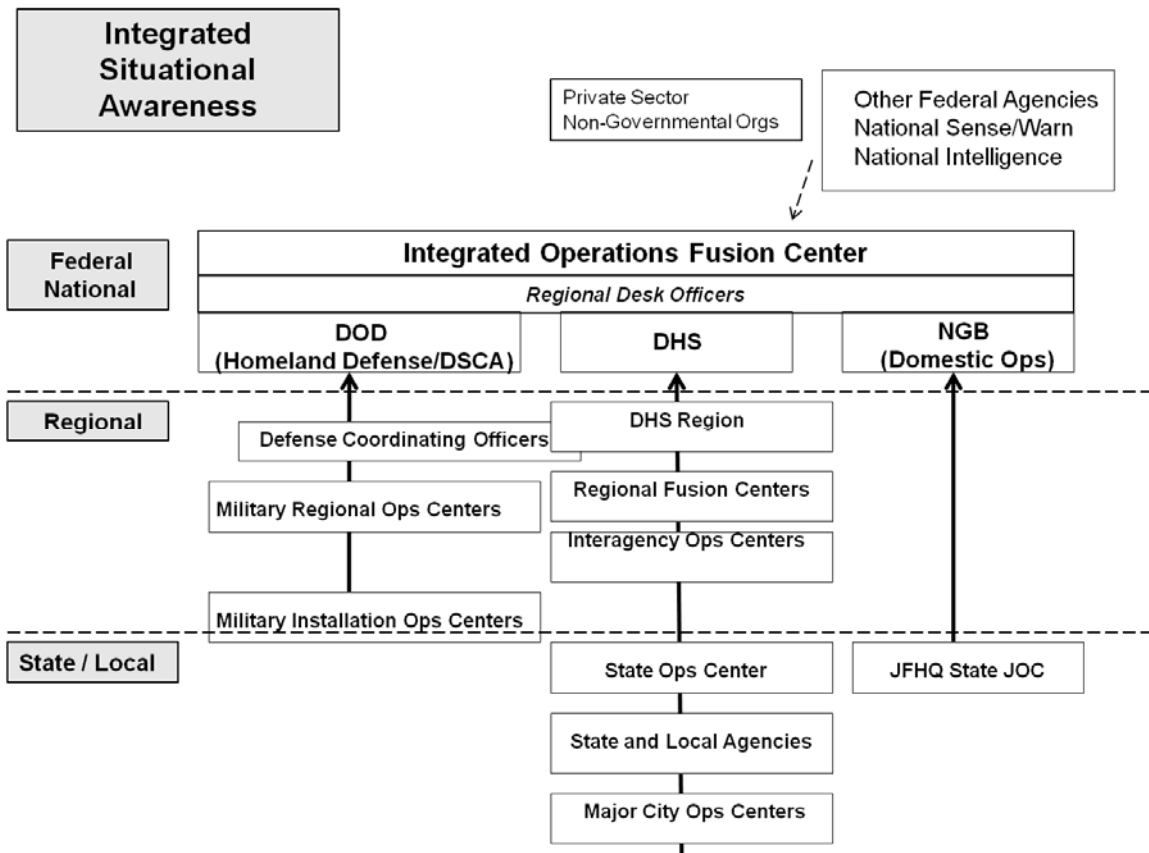 Integrated
Situational
Awareness
Private Sector
Non-Governmental Orgs
Other Federal Agencies
National Sense/Warn
National Intelligence
Federal
National
Integrated Operations Fusion Center
Regional Desk Officers
DOD
(Homeland Defense/DSCA)
DHS
NGB
(Domestic Ops)
Regional
Defense Coordinating Officers
DHS Region
Military Regional Ops Centers
Regional Fusion Centers
Interagency Ops Centers
Military Installation Ops Centers
State / Local
State Ops Center
JFHQ State JOC
State and Local Agencies
Major City Ops Centers